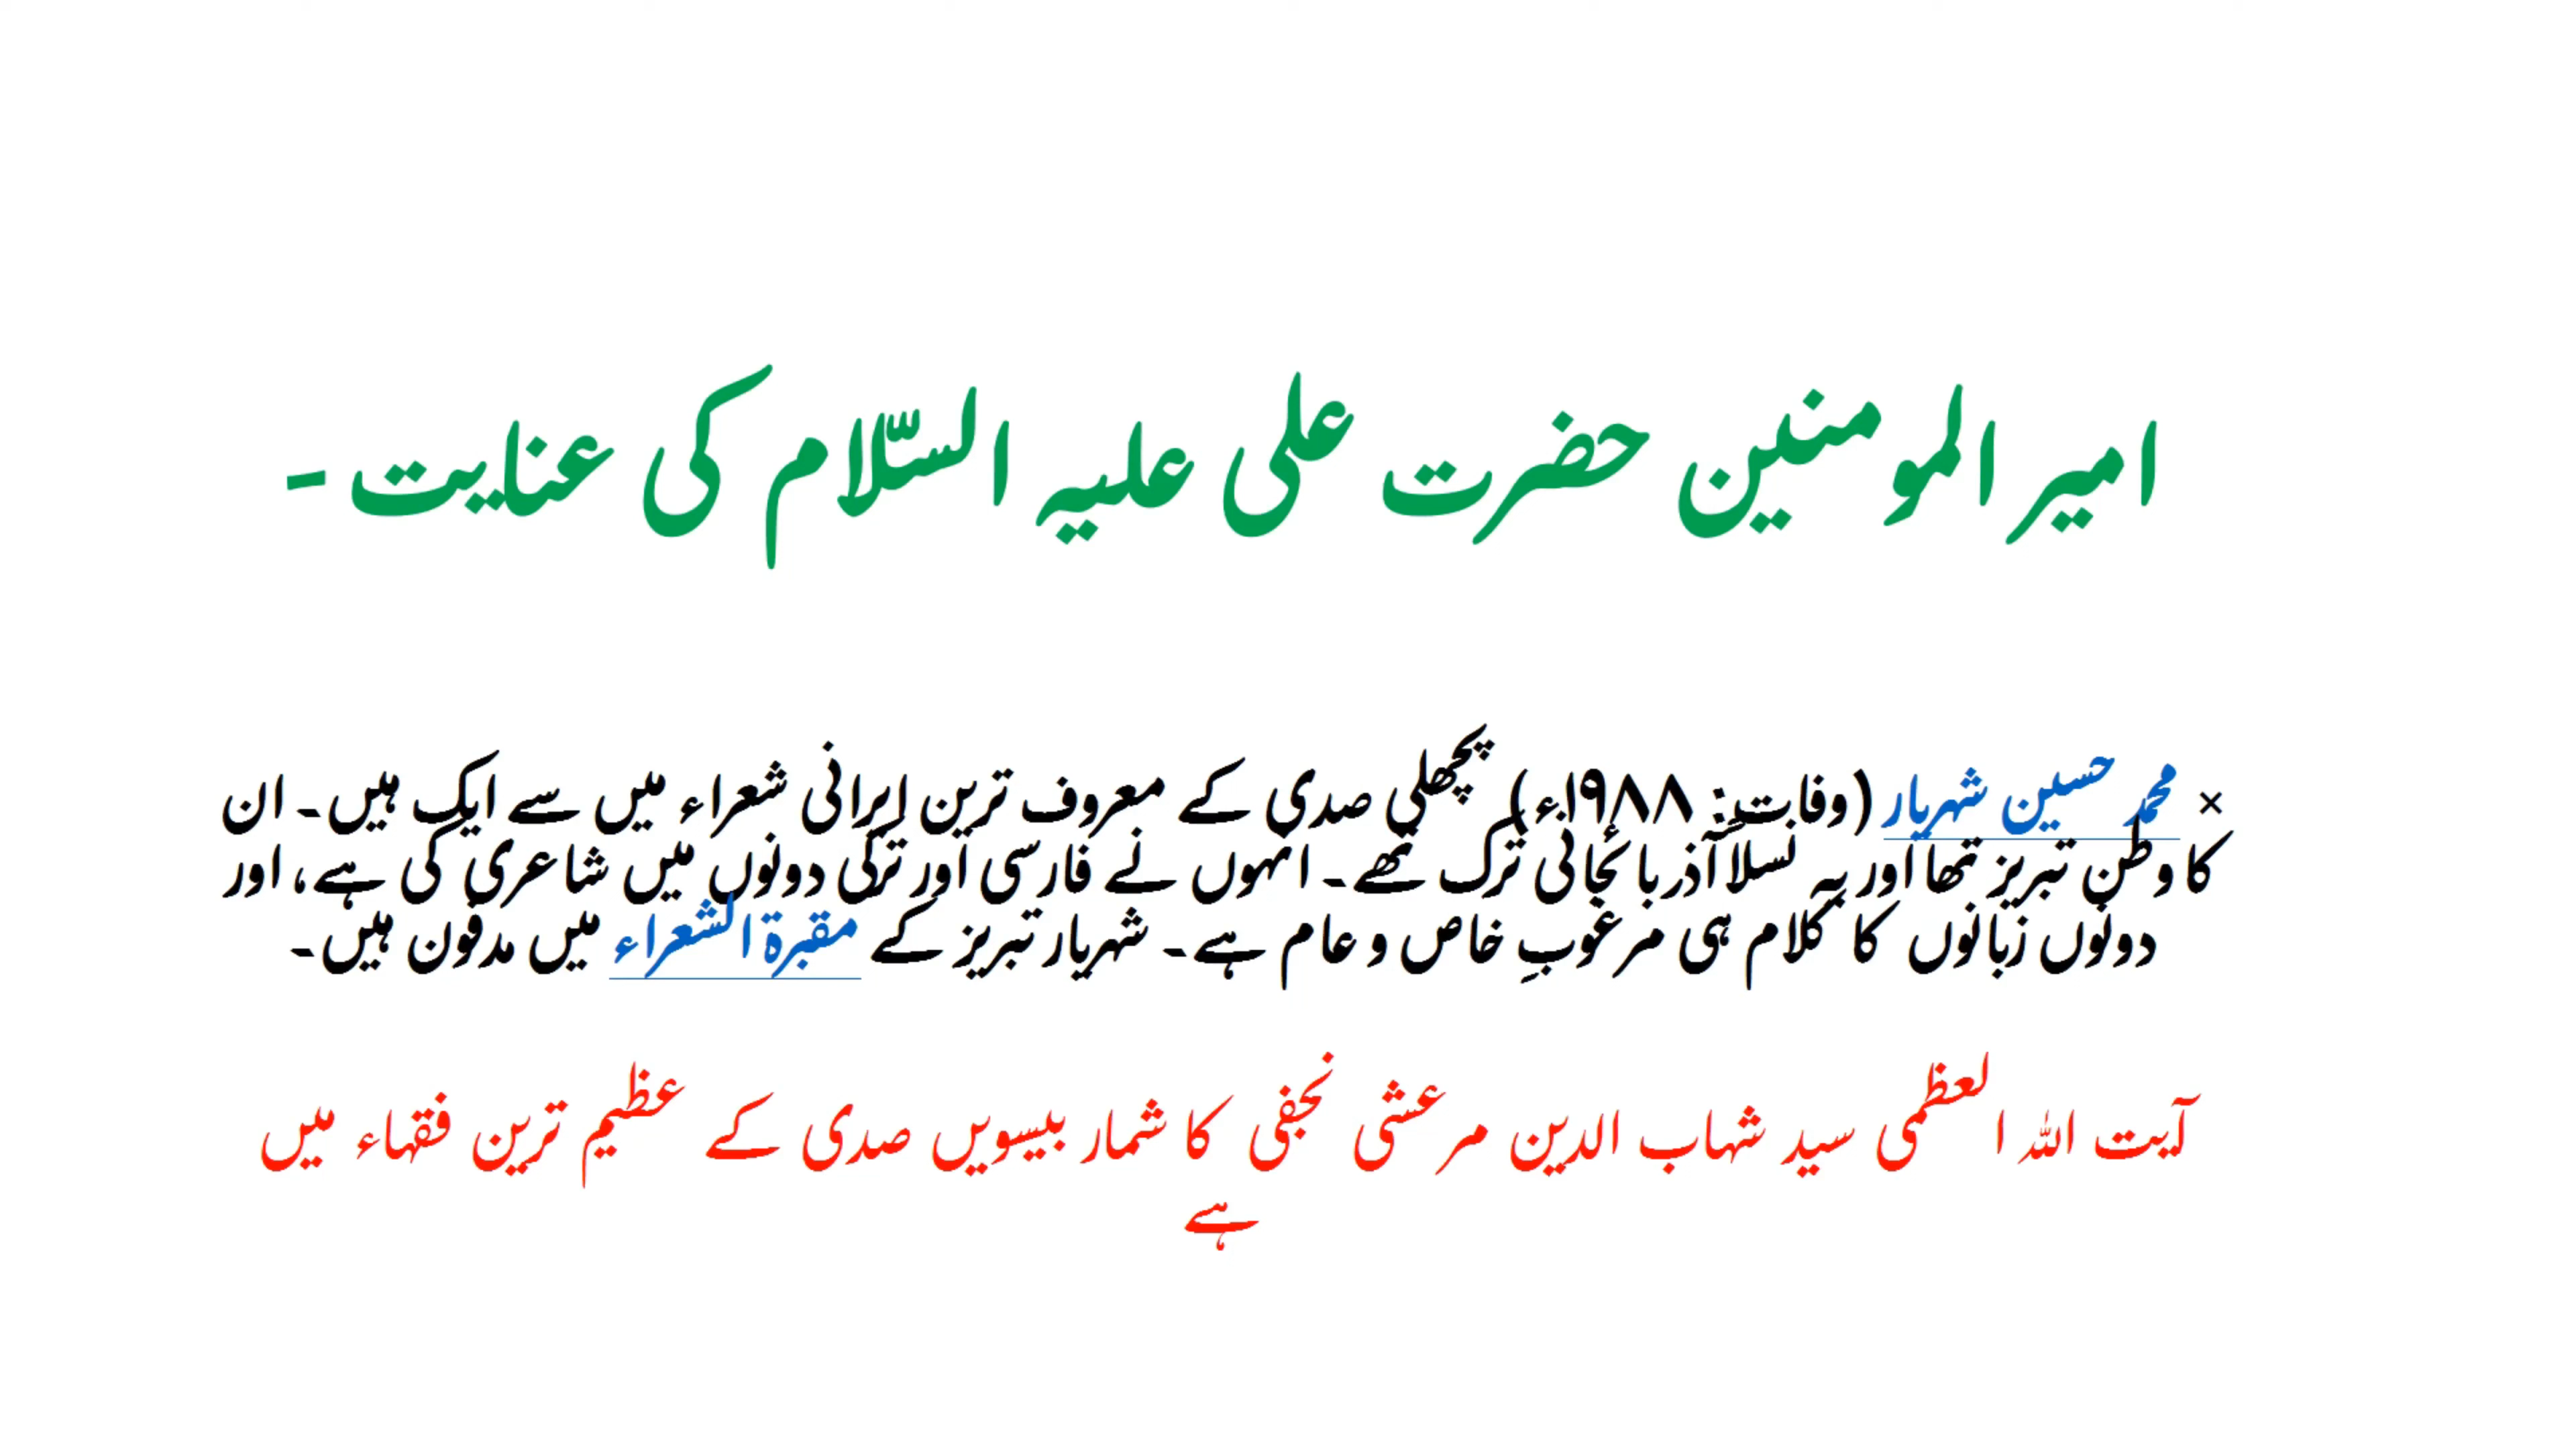 امیر المومنین حضرت علی علیہ السّلام کی عنایت -
× محمد حسین شہریار (وفات: ۱۹۸۸ء) پچھلی صدی کے معروف ترین ایرانی شعراء میں سے ایک ہیں۔ ان
کا وطن تبریز تھا اور یہ نسلاً آذربائجانی تُرک تھے۔ انہوں نے فارسی اور ترکی دونوں میں شاعری کی ہے، اور
دونوں زبانوں کا کلام ہی مرغوبِ خاص و عام ہے۔ شہریار تبریز کے مقبرۃ الشعراء میں مدفون ہیں۔
آیت اللہ العظمی سید شہاب الدین مرعشی نجفی کا شمار بیسویں صدی کے عظیم ترین فقہاء میں
ہے